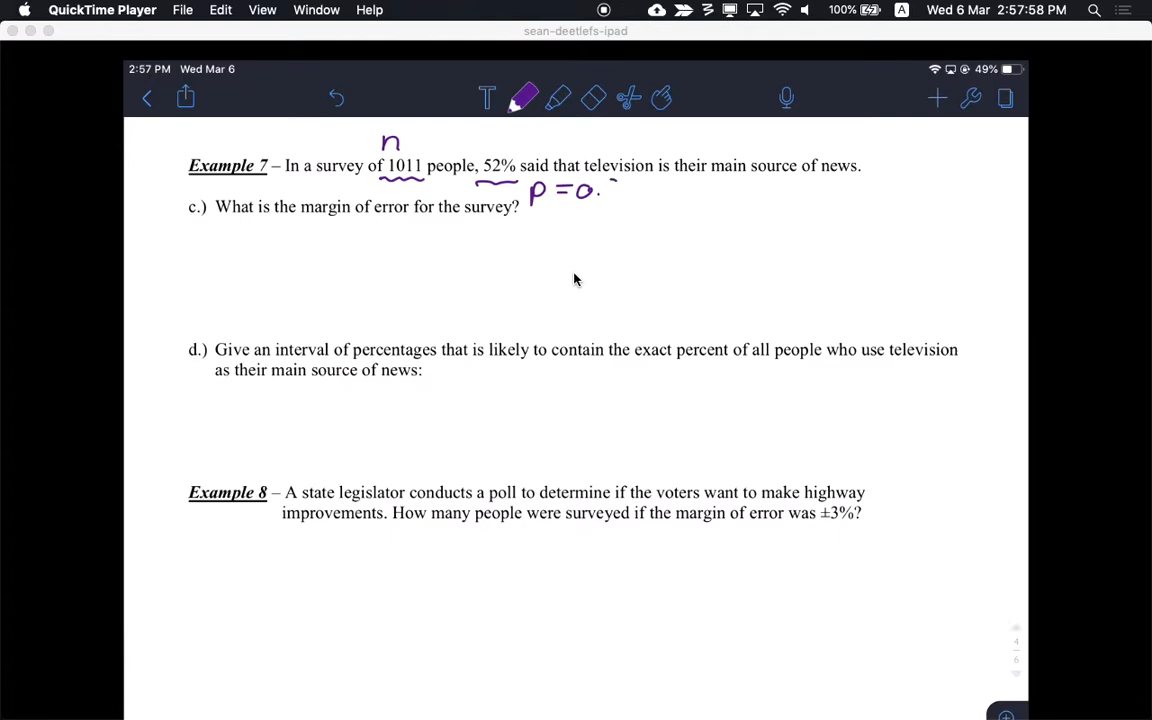 QuickTime Player File Edit View Window Help 100% A Wed 6 Mar 2:57:58 PM
sean-deetlefs-ipad
2:57 PM Wed Mar 6 49%
T
n
Example 7 – In a survey of 1011 people, 52% said that television is their main source of news.
p = 0.
c.) What is the margin of error for the survey?
d.) Give an interval of percentages that is likely to contain the exact percent of all people who use television
as their main source of news:
Example 8 – A state legislator conducts a poll to determine if the voters want to make highway
improvements. How many people were surveyed if the margin of error was ±3%?
4
6